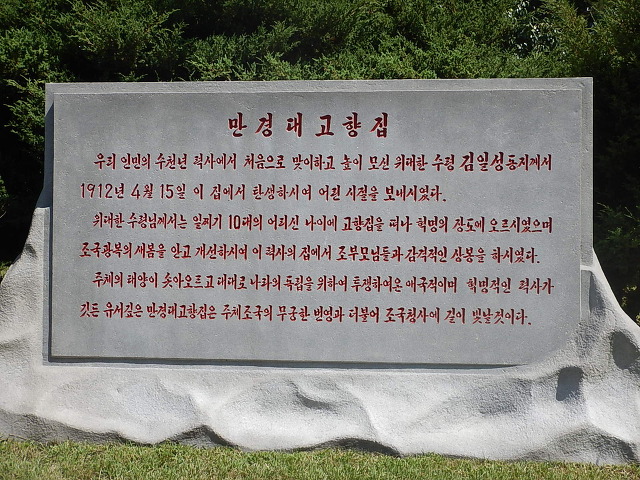 만경대고향집
우리 인민의 수천년 력사에서 처음으로 맞이하고 높이 모신 위대한 수령 김일성동지께서
1912년 4월 15일 이 집에서 탄생하시여 어린 시절을 보내시였다.
위대한 수령님께서는 일찌기 10대의 어리신 나이에 고향집을 떠나 혁명의 장도에 오르시였으며
조국광복의 새봄을 안고 개선하시여 이 력사의 집에서 조부모님들과 감격적인 상봉을 하시였다.
주체의 태양이 솟아오르고 대대로 나라의 독립을 위하여 투쟁하여온 애국적이며 혁명적인 력사가
깃든 유서깊은 만경대고향집은 주체조국의 무궁한 번영과 더불어 조국청사에 길이 빛날것이다.